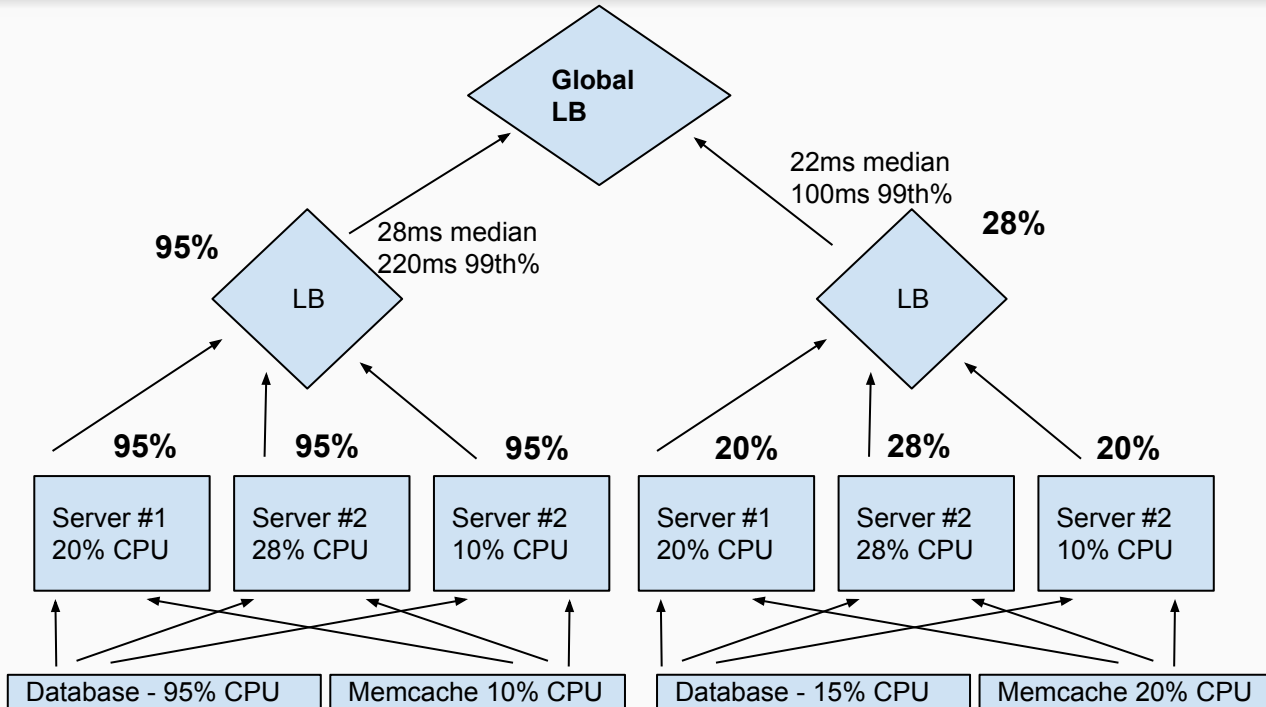 Global
LB
22ms median
100ms 99th%
28%
95%
28ms median
220ms 99th%
LB
LB
95%
95%
95%
20%
28%
20%
Server #1
20% CPU
Server #2
28% CPU
Server #2
10% CPU
Server #1
20% CPU
Server #2
28% CPU
Server #2
10% CPU
Database - 95% CPU
Memcache 10% CPU
Database - 15% CPU
Memcache 20% CPU